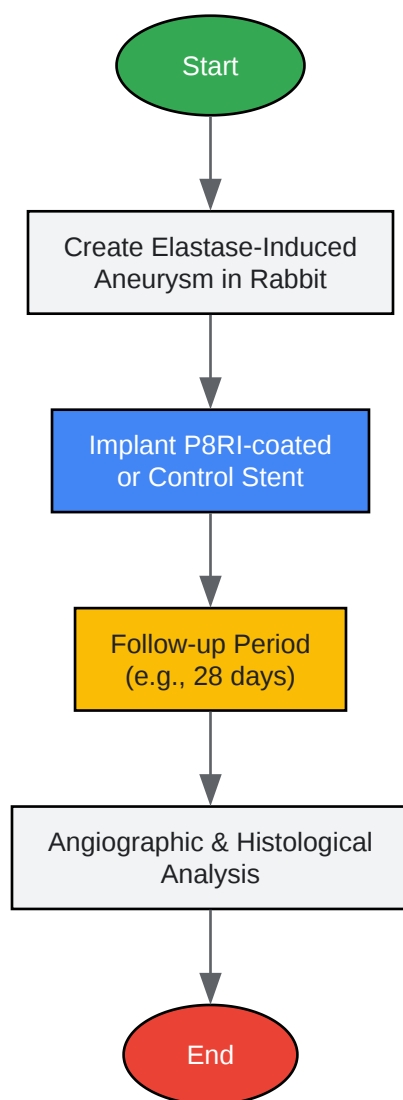 Start
Create Elastase-Induced
Aneurysm in Rabbit
Implant P8RI-coated
or Control Stent
Follow-up Period
(e.g., 28 days)
Angiographic & Histological
Analysis
End